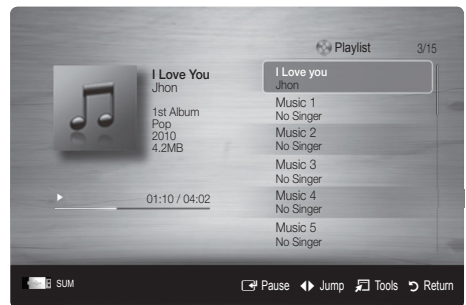 Playlist 3/15
I Love You
Jhon
1st Album
Pop
2010
4.2MB
01:10 / 04:02
I Love you
Jhon
Music 1
No Singer
Music 2
No Singer
Music 3
No Singer
Music 4
No Singer
Music 5
No Singer
SUM Pause Jump Tools Return